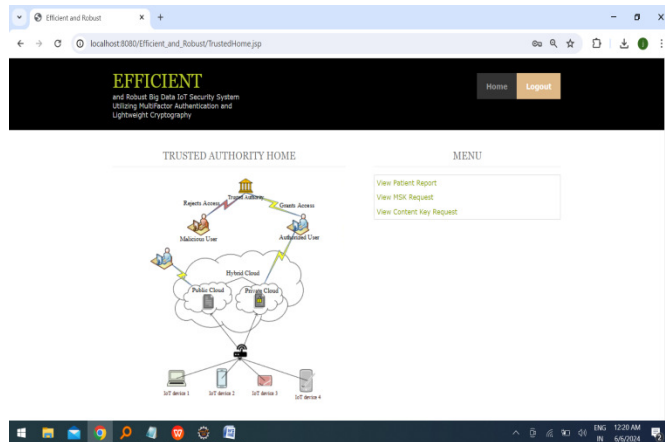 Efficient and Robust
localhost:8080/Efficient_and_Robust/TrustedHome.jsp
EFFICIENT
and Robust Big Data IoT Security System
Utilizing MultiFactor Authentication and
Lightweight Cryptography
Home
Logout
TRUSTED AUTHORITY HOME
Trusted Authority
Rejects Access
Grants Access
Malicious User
Authorized User
Hybrid Cloud
Public Cloud
Private Cloud
IoT device 1
IoT device 2
IoT device 3
IoT device 4
MENU
View Patient Report
View MSK Request
View Content Key Request
ENG
IN
12:20 AM
6/6/2024